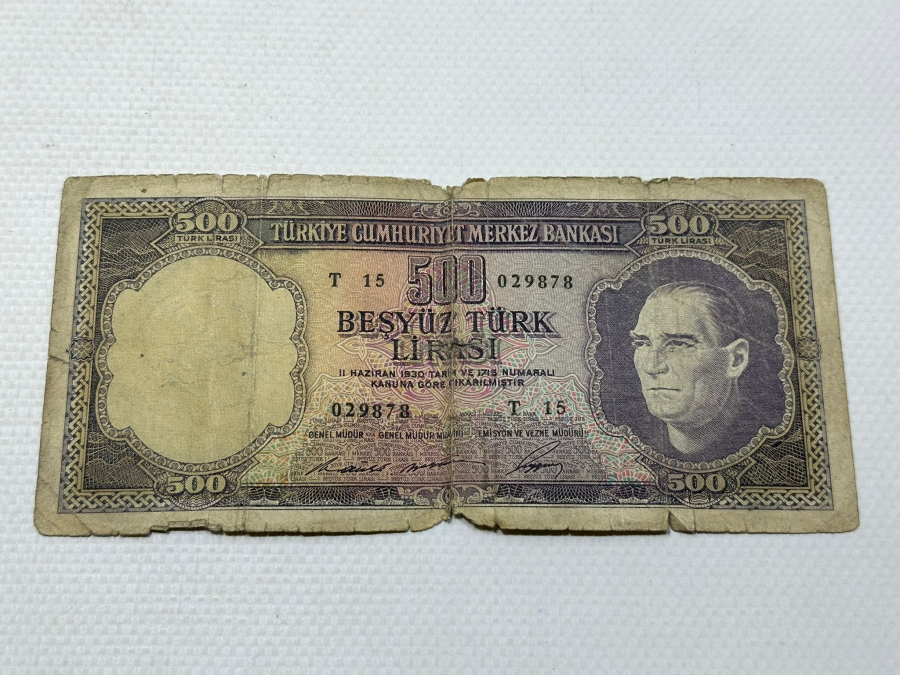 500 500
TÜRK LİRASI TÜRK LİRASI
TÜRKİYE CUMHURİYET MERKEZ BANKASI
T 15 500 029878
BEŞYÜZ TÜRK
LİRASI
11 HAZİRAN 1930 TARİH VE 1715 NUMARALI
KANUNA GÖRE ÇIKARILMIŞTIR
029878 T 15
GENEL MÜDÜR GENEL MÜDÜR MUAVİNİ EMİSYON VE VEZNE MÜDÜRÜ
500 500